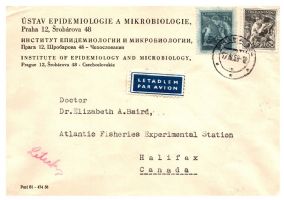 ÚSTAV EPIDEMIOLOGIE A MIKROBIOLOGIE,
Praha 12, Šrobárova 48
ИНСТИТУТ ЕПИДЕМИОЛОГИИ И МИКРОБИОЛОГИИ,
Прага 12, Шробарова 48 - Чехословакия
INSTITUTE OF EPIDEMIOLOGY AND MICROBIOLOGY,
Prague 12, Šrobárova 48 - Czechoslovakia
LETADLEM
PAR AVION
Doctor
Dr. Elizabeth A. Baird,
Atlantic Fisheries Experimental Station
Halifax
Canada